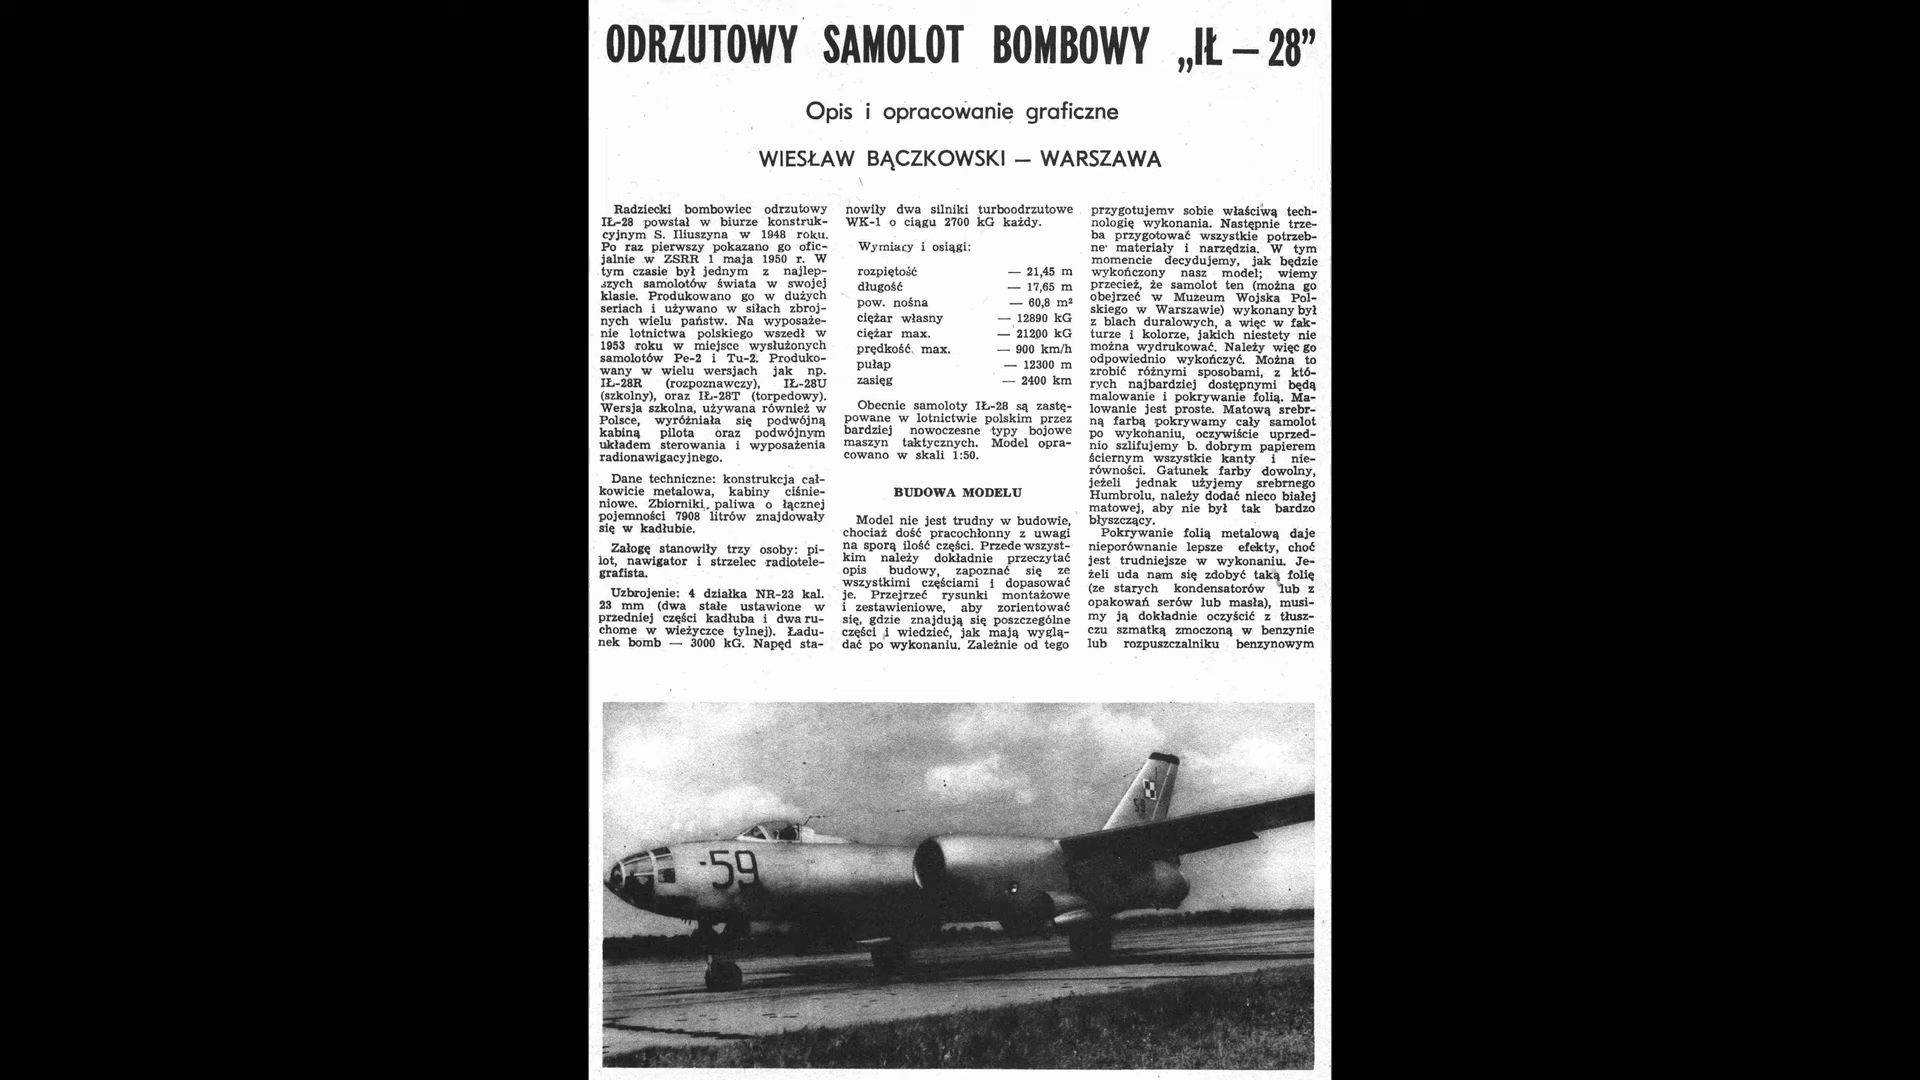 ODRZUTOWY SAMOLOT BOMBOWY „IŁ — 28”
Opis i opracowanie graficzne
WIESŁAW BĄCZKOWSKI — WARSZAWA
Radziecki bombowiec odrzutowy
IŁ-28 powstał w biurze konstruk-
cyjnym S. Iliuszyna w 1948 roku.
Po raz pierwszy pokazano go ofic-
jalnie w ZSRR 1 maja 1950 r. W
tym czasie był jednym z najlep-
szych samolotów świata w swojej
klasie. Produkowano go w dużych
seriach i używano w siłach zbroj-
nych wielu państw. Na wyposaże-
nie lotnictwa polskiego wszedł w
1953 roku w miejsce wysłużonych
samolotów Pe-2 i Tu-2. Produko-
wany w wielu wersjach jak np.
IŁ-28R (rozpoznawczy), IŁ-28U
(szkolny), oraz IŁ-28T (torpedowy).
Wersja szkolna, używana również w
Polsce, wyróżniała się podwójną
kabiną pilota oraz podwójnym
układem sterowania i wyposażenia
radionawigacyjnego.
Dane techniczne: konstrukcja cał-
kowicie metalowa, kabiny ciśnie-
niowe. Zbiorniki paliwa o łącznej
pojemności 7908 litrów znajdowały
się w kadłubie.
Załogę stanowiły trzy osoby: pi-
lot, nawigator i strzelec radiotele-
grafista.
Uzbrojenie: 4 działka NR-23 kal.
23 mm (dwa stałe ustawione w
przedniej części kadłuba i dwa ru-
chome w wieżyczce tylnej). Ładu-
nek bomb — 3000 kG. Napęd sta-
nowiły dwa silniki turboodrzutowe
WK-1 o ciągu 2700 kG każdy.
Wymiary i osiągi:
rozpiętość — 21,45 m
długość — 17,65 m
pow. nośna — 60,8 m²
ciężar własny — 12890 kG
ciężar max. — 21200 kG
prędkość max. — 900 km/h
pułap — 12300 m
zasięg — 2400 km
Obecnie samoloty IŁ-28 są zastę-
powane w lotnictwie polskim przez
bardziej nowoczesne typy bojowe
maszyn taktycznych. Model opra-
cowano w skali 1:50.
BUDOWA MODELU
Model nie jest trudny w budowie,
chociaż dość pracochłonny z uwagi
na sporą ilość części. Przede wszyst-
kim należy dokładnie przeczytać
opis budowy, zapoznać się ze
wszystkimi częściami i dopasować
je. Przejrzeć rysunki montażowe
i zestawieniowe, aby zorientować
się, gdzie znajdują się poszczególne
części i wiedzieć, jak mają wyglą-
dać po wykonaniu. Zależnie od tego
przygotujemy sobie właściwą tech-
nologię wykonania. Następnie trze-
ba przygotować wszystkie potrzeb-
ne materiały i narzędzia. W tym
momencie decydujemy, jak będzie
wykończony nasz model; wiemy
przecież, że samolot ten (można go
obejrzeć w Muzeum Wojska Pol-
skiego w Warszawie) wykonany był
z blach duralowych, a więc w fak-
turze i kolorze, jakich niestety nie
można wydrukować. Należy więc go
odpowiednio wykończyć. Można to
zrobić różnymi sposobami, z któ-
rych najbardziej dostępnymi będą
malowanie i pokrywanie folią. Ma-
lowanie jest proste. Matową srebr-
ną farbą pokrywamy cały samolot
po wykonaniu, oczywiście uprzed-
nio szlifujemy b. dobrym papierem
ściernym wszystkie kanty i nie-
równości. Gatunek farby dowolny,
jeżeli jednak użyjemy srebrnego
Humbrolu, należy dodać nieco białej
matowej, aby nie był tak bardzo
błyszczący.
Pokrywanie folią metalową daje
nieporównanie lepsze efekty, choć
jest trudniejsze w wykonaniu. Je-
żeli uda nam się zdobyć taką folię
(ze starych kondensatorów lub z
opakowań serów lub masła), musi-
my ją dokładnie oczyścić z tłusz-
czu szmatką zmoczoną w benzynie
lub rozpuszczalniku benzynowym
59
59